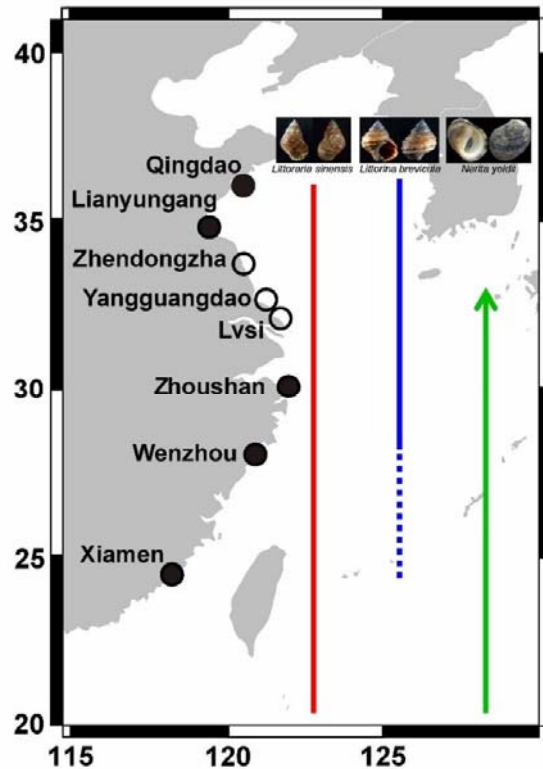 40
Littoraria sinensis
Littorina brevicula
Nerita yoldii
Qingdao
Lianyungang
35
Zhendongzha
Yangguangdao
Lvsi
30
Zhoushan
Wenzhou
Xiamen
25
20
115
120
125